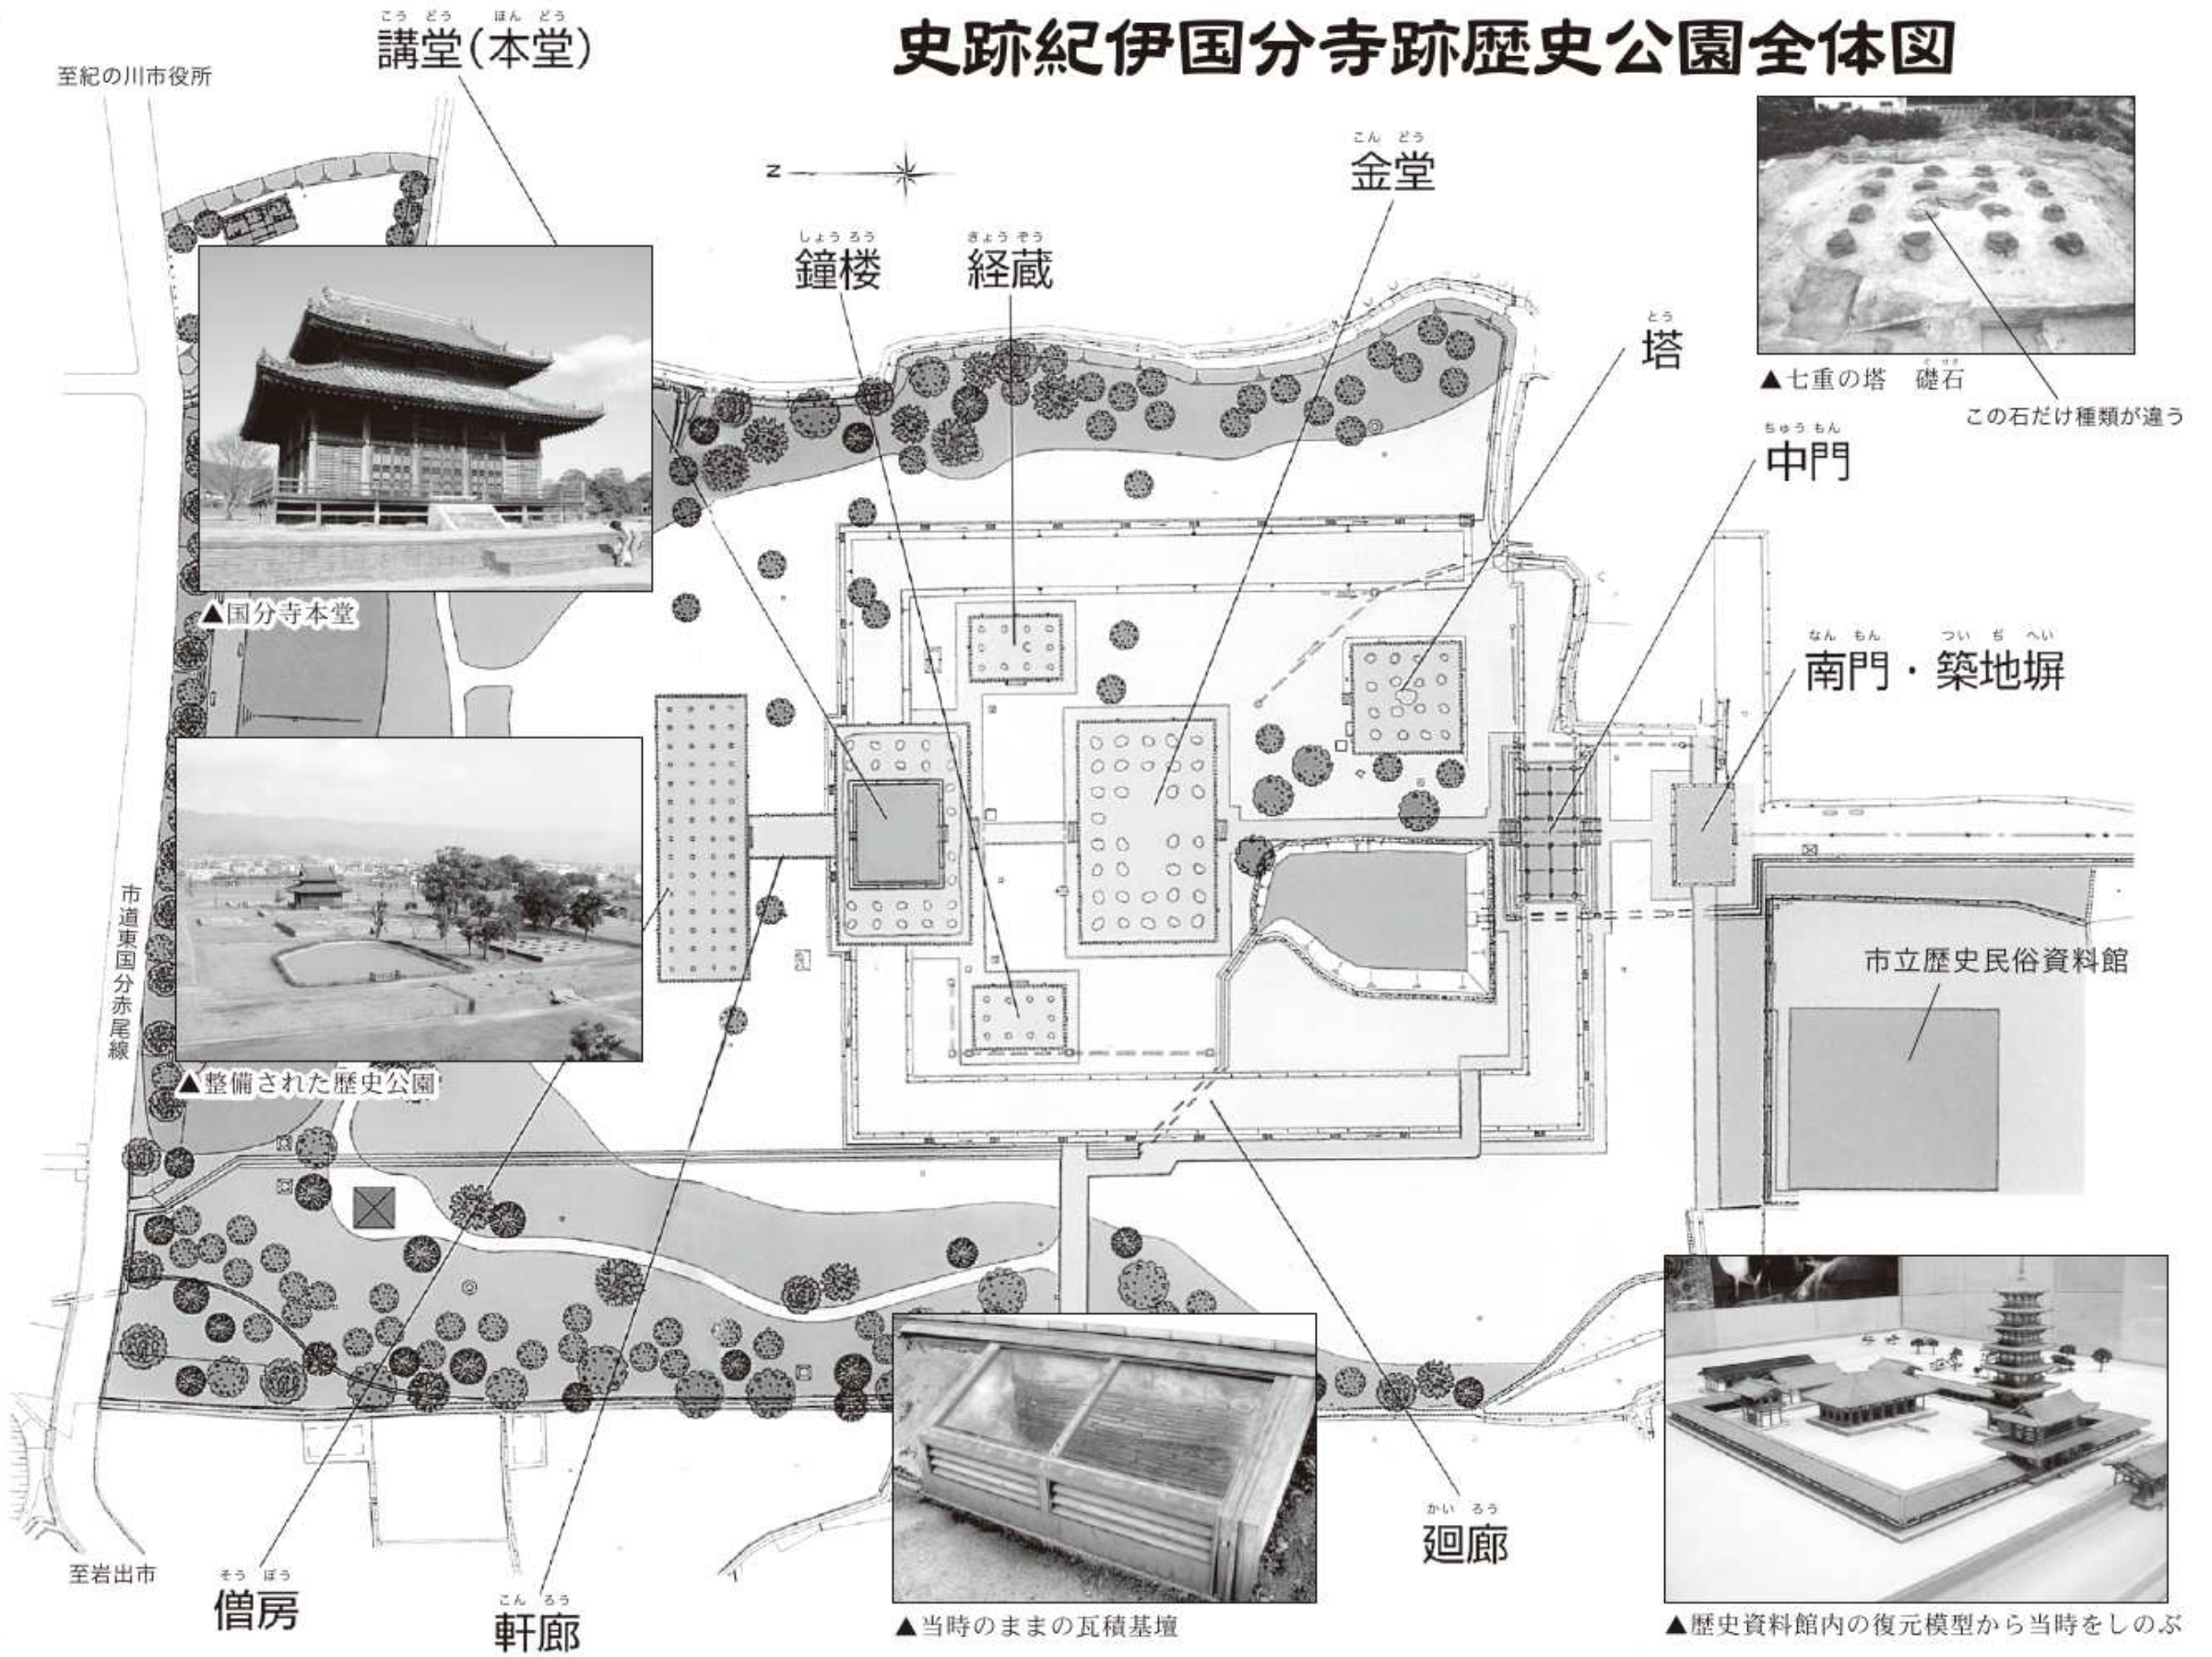 史跡紀伊国分寺跡歴史公園全体図
こう どう ほん どう
講堂(本堂)
至紀の川市役所
N
こん どう
金堂
しょう ろう
鐘楼
きょう ぞう
経蔵
とう
塔
▲七重の塔 礎石
そ せき
この石だけ種類が違う
ちゅう もん
中門
▲国分寺本堂
なん もん つい ぢ へい
南門・築地塀
市道東国分赤尾線
市立歴史民俗資料館
▲整備された歴史公園
至岩出市
そう ぼう
僧房
こん ろう
軒廊
▲当時のままの瓦積基壇
かい ろう
廻廊
▲歴史資料館内の復元模型から当時をしのぶ